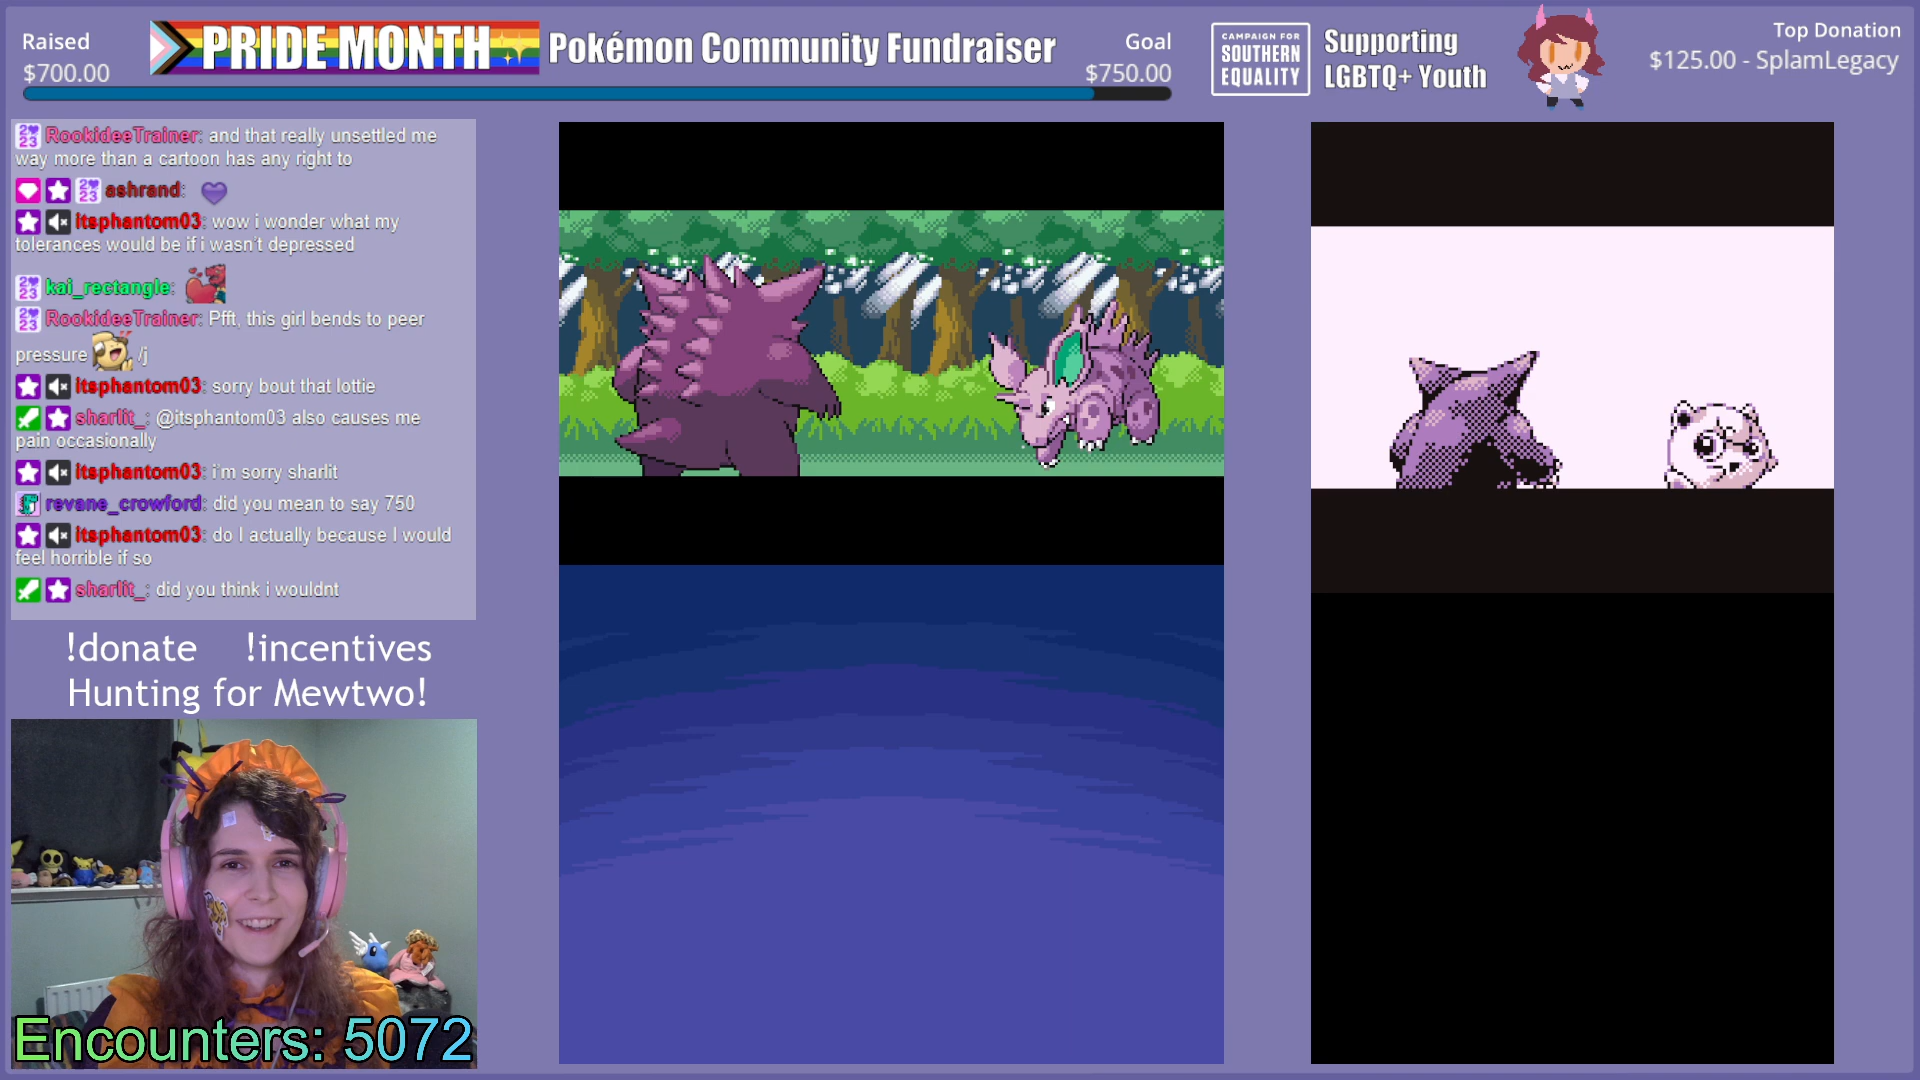 Raised
$700.00
PRIDE MONTH
Pokémon Community Fundraiser
Goal
$750.00
CAMPAIGN FOR
SOUTHERN
EQUALITY
Supporting
LGBTQ+ Youth
Top Donation
$125.00 - SplamLegacy
RookideeTrainer: and that really unsettled me
way more than a cartoon has any right to
ashrand:
itsphantom03: wow i wonder what my
tolerances would be if i wasn't depressed
kai_rectangle:
RookideeTrainer: Pfft, this girl bends to peer
pressure /j
itsphantom03: sorry bout that lottie
sharlit_: @itsphantom03 also causes me
pain occasionally
itsphantom03: i'm sorry sharlit
revane_crowford: did you mean to say 750
itsphantom03: do I actually because I would
feel horrible if so
sharlit_: did you think i wouldnt
!donate !incentives
Hunting for Mewtwo!
Encounters: 5072